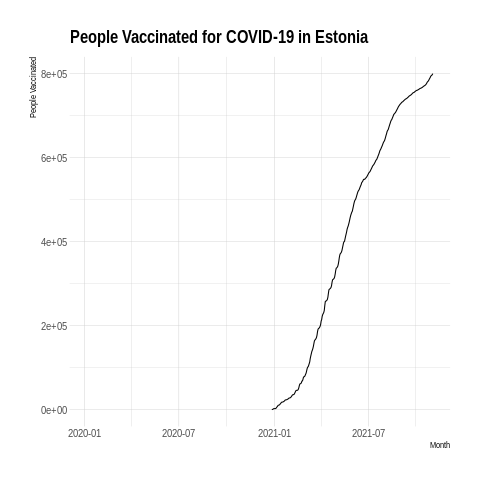 People Vaccinated for COVID-19 in Estonia
People Vaccinated
8e+05
6e+05
4e+05
2e+05
0e+00
2020-01 2020-07 2021-01 2021-07
Month